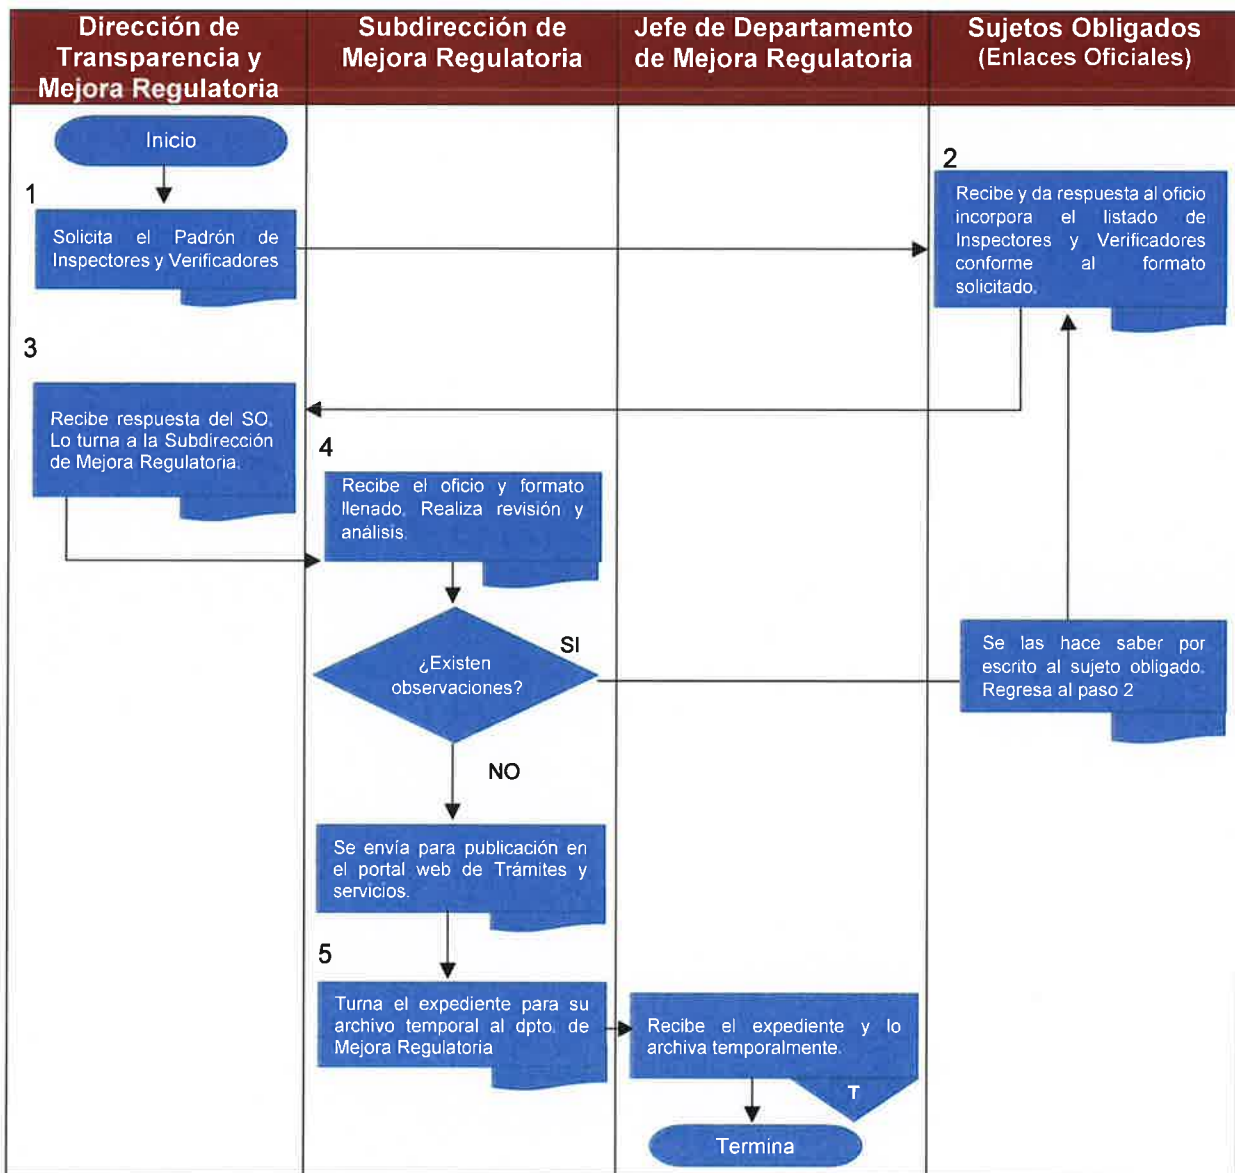 Dirección de
Transparencia y
Mejora Regulatoria
Subdirección de
Mejora Regulatoria
Jefe de Departamento
de Mejora Regulatoria
Sujetos Obligados
(Enlaces Oficiales)
Inicio
1
Solicita el Padrón de
Inspectores y Verificadores
2
Recibe y da respuesta al oficio
incorpora el listado de
Inspectores y Verificadores
conforme al formato
solicitado.
3
Recibe respuesta del SO.
Lo turna a la Subdirección
de Mejora Regulatoria.
4
Recibe el oficio y formato
llenado. Realiza revisión y
análisis.
¿Existen
observaciones?
SI
Se las hace saber por
escrito al sujeto obligado.
Regresa al paso 2
NO
Se envía para publicación en
el portal web de Trámites y
servicios.
5
Turna el expediente para su
archivo temporal al dpto. de
Mejora Regulatoria
Recibe el expediente y lo
archiva temporalmente.
T
Termina